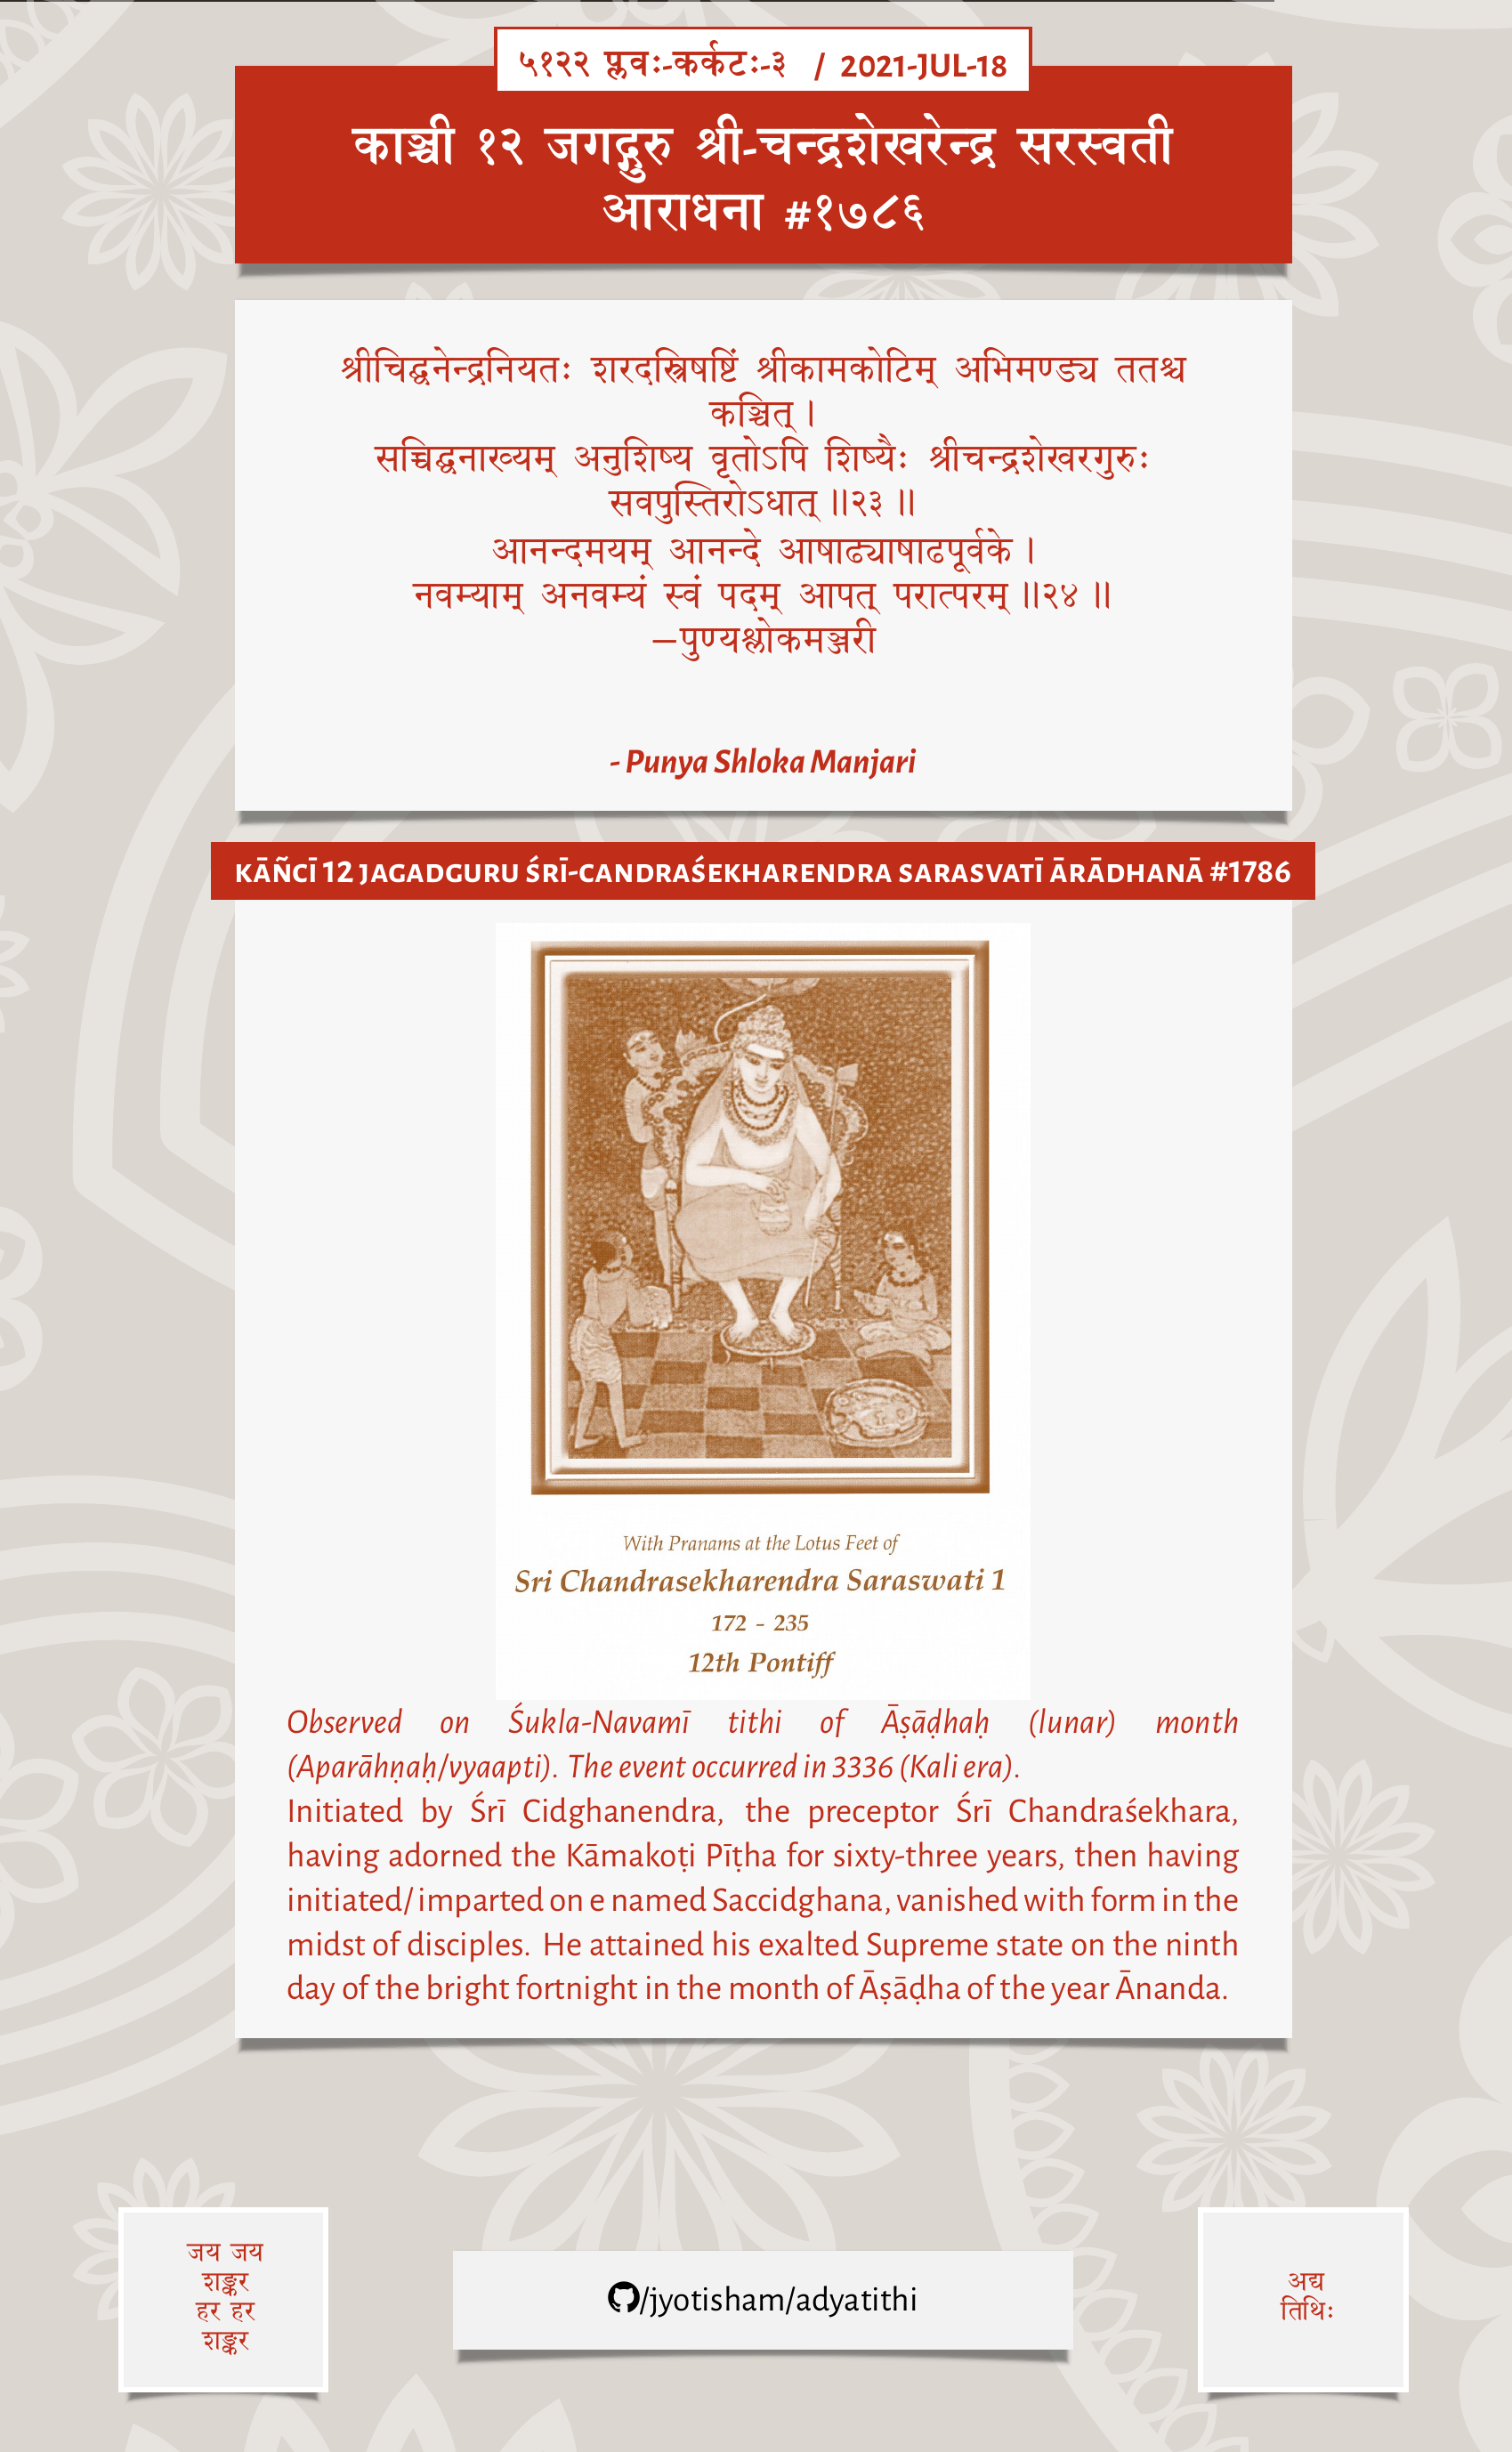 ५१२२ प्लवः-कर्कटः-३ / 2021-JUL-18
काञ्ची १२ जगद्गुरु श्री-चन्द्रशेखरेन्द्र सरस्वती
आराधना #१७८६
श्रीचिद्घनेन्द्रनियतः शरदस्त्रिषष्टिं श्रीकामकोटिम् अभिमण्ड्य ततश्च
कञ्चित्।
सच्चिद्घनाख्यम् अनुशिष्य वृतोऽपि शिष्यैः श्रीचन्द्रशेखरगुरुः
सवपुस्तिरोऽधात्॥२३॥
आनन्दमयम् आनन्दे आषाढ्याषाढपूर्वके।
नवम्याम् अनवम्यं स्वं पदम् आपत् परात्परम्॥२४॥
—पुण्यश्लोकमञ्जरी
- Punya Shloka Manjari
KĀÑCĪ 12 JAGADGURU ŚRĪ-CANDRAŚEKHARENDRA SARASVATĪ ĀRĀDHANĀ #1786
With Pranams at the Lotus Feet of
Sri Chandrasekharendra Saraswati 1
172 - 235
12th Pontiff
Observed on Śukla-Navamī tithi of Āṣāḍhaḥ (lunar) month
(Aparāhṇaḥ/vyaapti). The event occurred in 3336 (Kali era).
Initiated by Śrī Cidghanendra, the preceptor Śrī Chandraśekhara,
having adorned the Kāmakoṭi Pīṭha for sixty-three years, then having
initiated/ imparted on e named Saccidghana, vanished with form in the
midst of disciples. He attained his exalted Supreme state on the ninth
day of the bright fortnight in the month of Āṣāḍha of the year Ānanda.
जय जय
शङ्कर
हर हर
शङ्कर
/jyotisham/adyatithi
अद्य
तिथिः